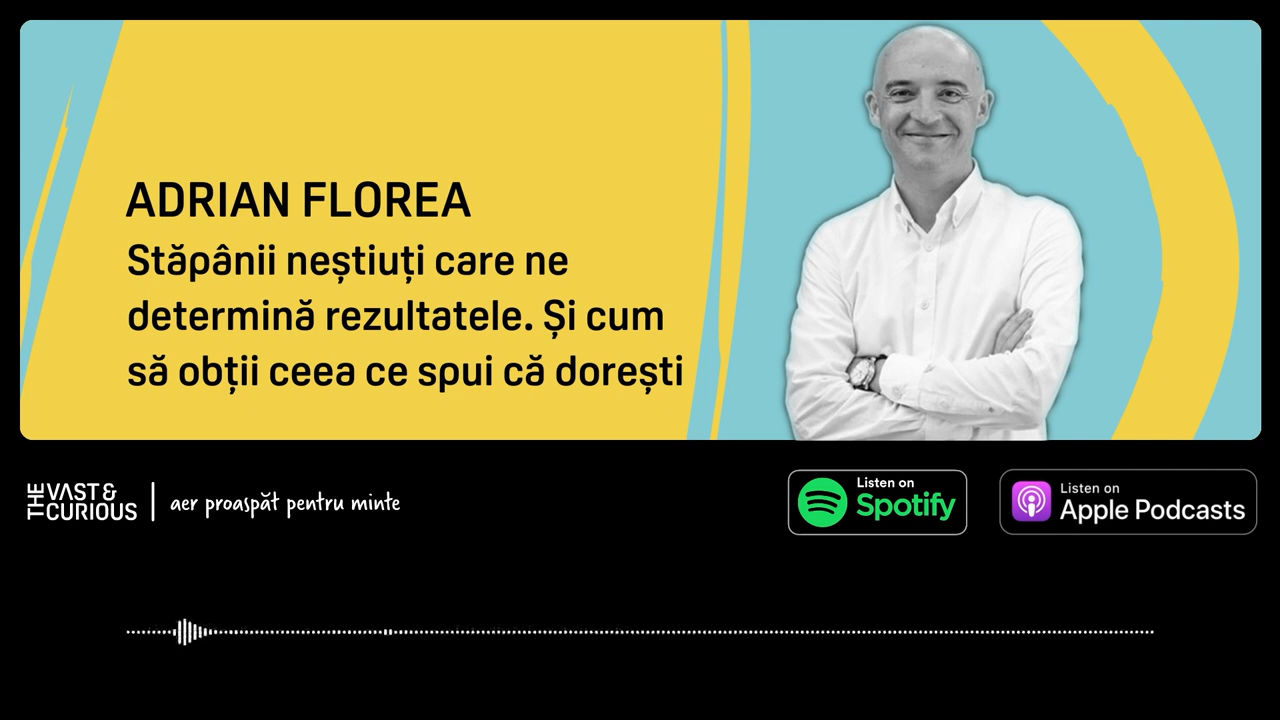 ADRIAN FLOREA
Stăpânii neștiuți care ne
determină rezultatele. Și cum
să obții ceea ce spui că dorești
THE VAST &
CURIOUS
aer proaspăt pentru minte
Listen on
Spotify
Listen on
Apple Podcasts